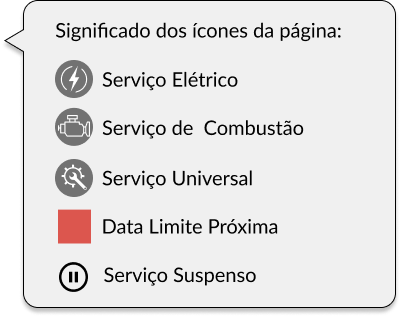 Significado dos ícones da página:
Serviço Elétrico
Serviço de  Combustão
Serviço Universal
Data Limite Próxima
Serviço Suspenso